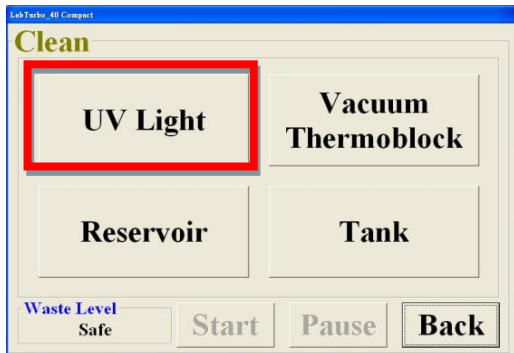 LabTurbo_48 Compact
Clean
UV Light
Vacuum
Thermoblock
Reservoir
Tank
Waste Level
Safe
Start
Pause
Back